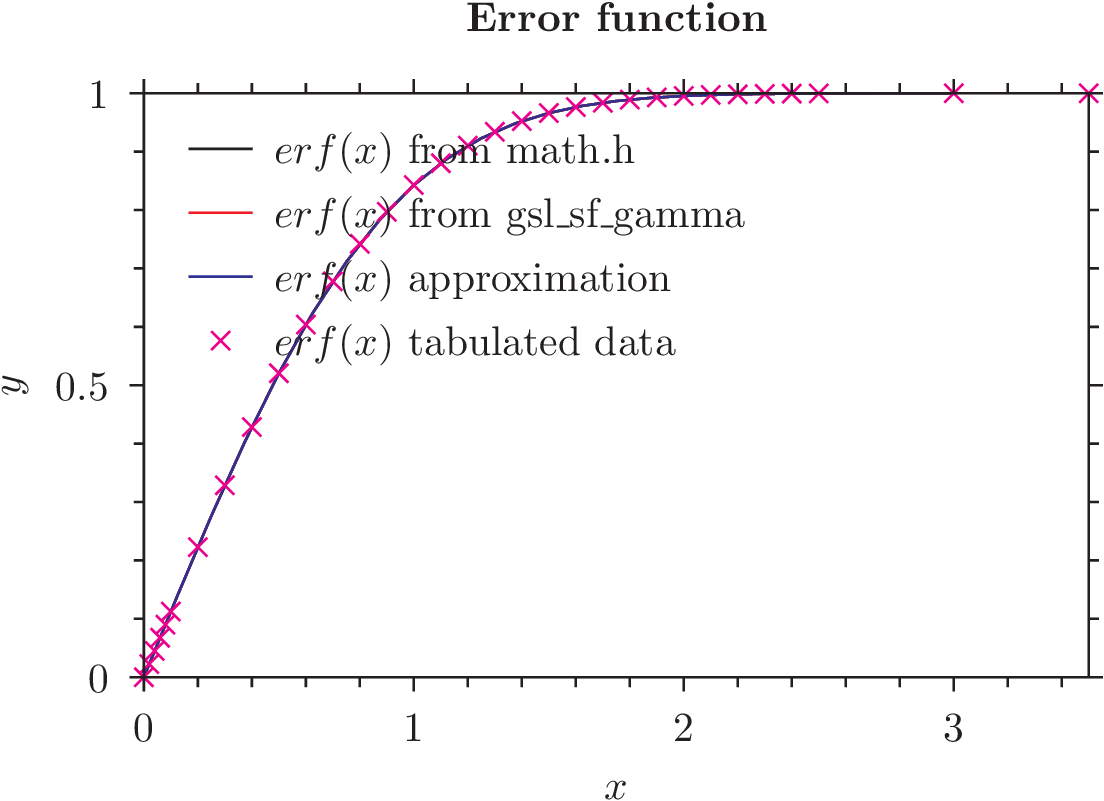 Error function
1
erf(x) from math.h
erf(x) from gsl_sf_gamma
erf(x) approximation
erf(x) tabulated data
y
0.5
0
0
1
2
3
x